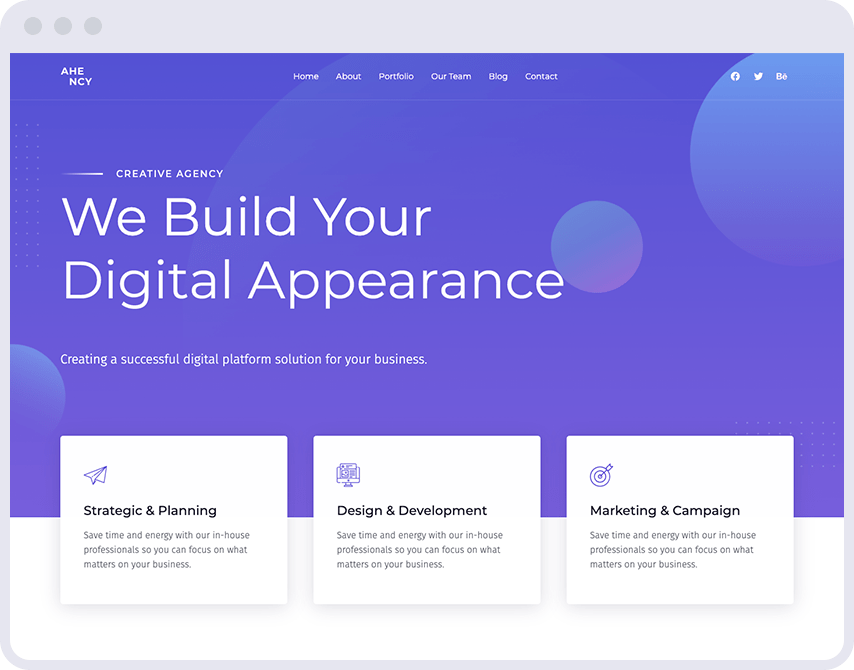 AHE
NCY
Home About Portfolio Our Team Blog Contact
Bē
CREATIVE AGENCY
We Build Your
Digital Appearance
Creating a successful digital platform solution for your business.
Strategic & Planning
Save time and energy with our in-house
professionals so you can focus on what
matters on your business.
Design & Development
Save time and energy with our in-house
professionals so you can focus on what
matters on your business.
Marketing & Campaign
Save time and energy with our in-house
professionals so you can focus on what
matters on your business.